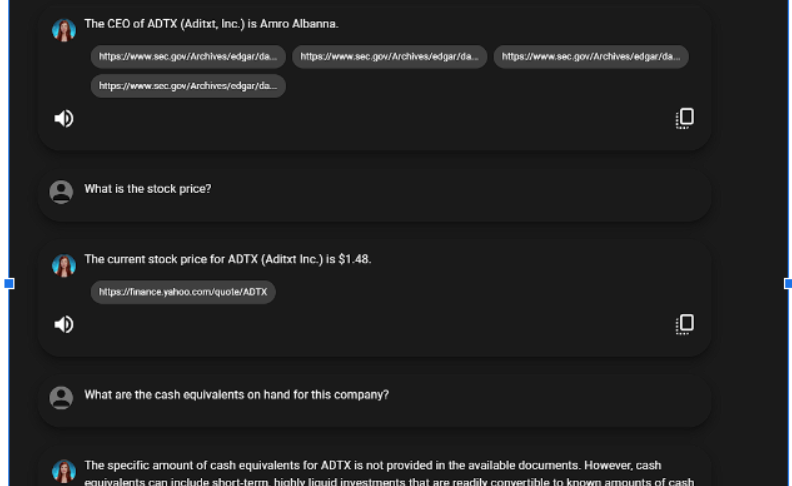 The CEO of ADTX (Aditxt, Inc.) is Amro Albanna.
https://www.sec.gov/Archives/edgar/da... https://www.sec.gov/Archives/edgar/da... https://www.sec.gov/Archives/edgar/da...
https://www.sec.gov/Archives/edgar/da...
What is the stock price?
The current stock price for ADTX (Aditxt Inc.) is $1.48.
https://finance.yahoo.com/quote/ADTX
What are the cash equivalents on hand for this company?
The specific amount of cash equivalents for ADTX is not provided in the available documents. However, cash
equivalents can include short-term, highly liquid investments that are readily convertible to known amounts of cash